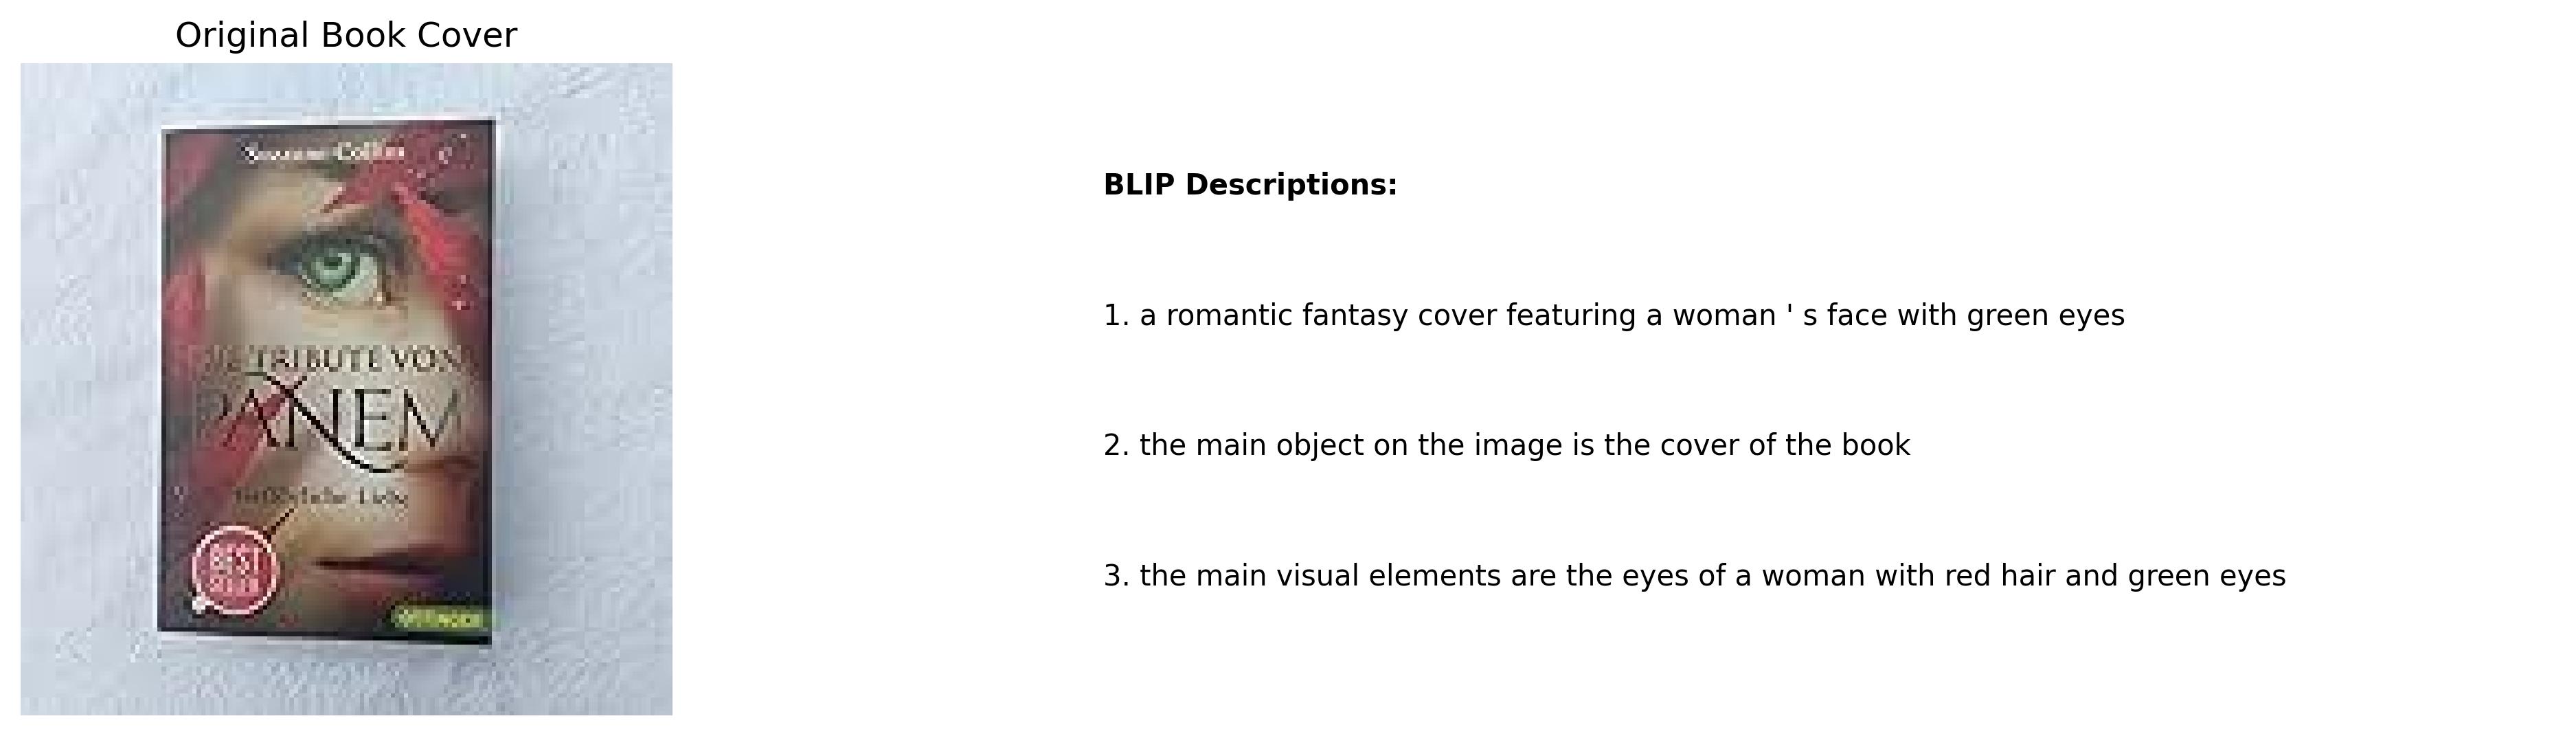 Original Book Cover
Suzanne Collins
DIE TRIBUTE VON
PANEM
Gefährliche Liebe
BEST
SELLER
OETINGER
BLIP Descriptions:
1. a romantic fantasy cover featuring a woman ' s face with green eyes
2. the main object on the image is the cover of the book
3. the main visual elements are the eyes of a woman with red hair and green eyes